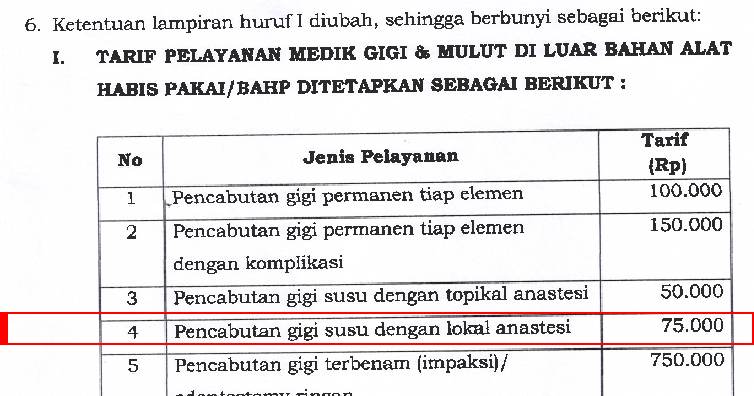 6. Ketentuan lampiran huruf I diubah, sehingga berbunyi sebagai berikut:
I. TARIF PELAYANAN MEDIK GIGI & MULUT DI LUAR BAHAN ALAT
HABIS PAKAI/BAHP DITETAPKAN SEBAGAI BERIKUT :
No Jenis Pelayanan Tarif (Rp)
1 Pencabutan gigi permanen tiap elemen 100.000
2 Pencabutan gigi permanen tiap elemen 150.000
dengan komplikasi
3 Pencabutan gigi susu dengan topikal anastesi 50.000
4 Pencabutan gigi susu dengan lokal anastesi 75.000
5 Pencabutan gigi terbenam (impaksi)/ 750.000